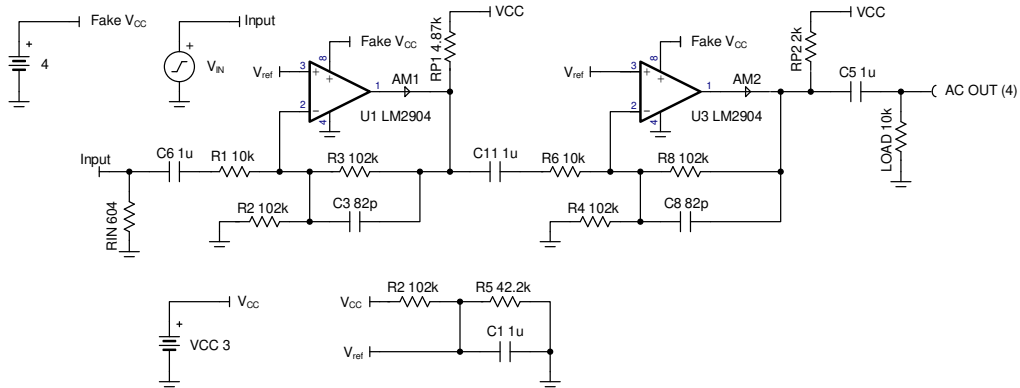 Fake VCC
Input
VCC
VCC
+
4
+
VIN
Fake VCC
RP1 4.87k
Fake VCC
RP2 2k
8
8
Vref
3
+
1
AM1
Vref
3
+
1
AM2
C5 1u
AC OUT (4)
2
−
4
U1 LM2904
2
−
4
U3 LM2904
LOAD 10k
Input
C6 1u
R1 10k
R3 102k
C11 1u
R6 10k
R8 102k
RIN 604
R2 102k
C3 82p
R4 102k
C8 82p
VCC
VCC
R2 102k
R5 42.2k
+
VCC 3
Vref
C1 1u